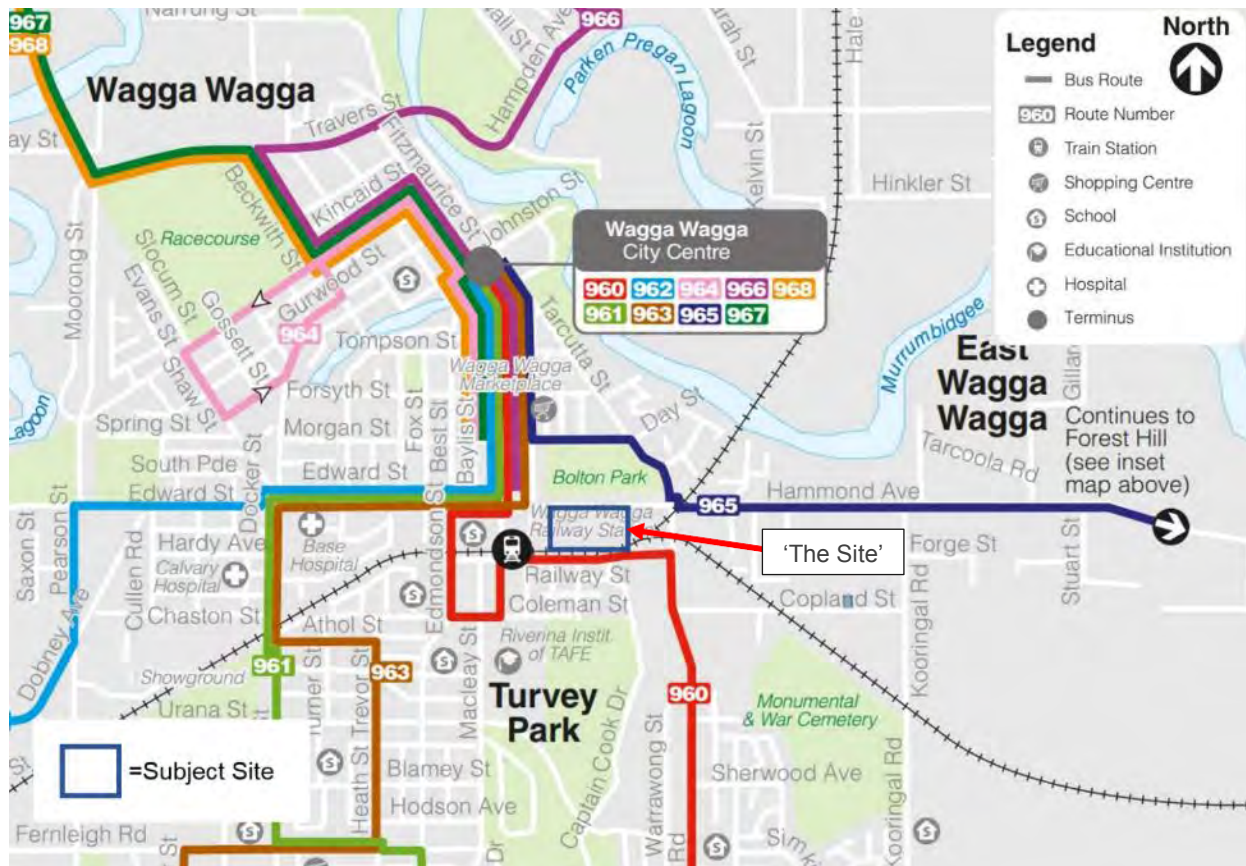 967
968
Narrung St
966
Wagga Wagga
Hampden Ave
Parken Pregan Lagoon
Travers St
Fitzmaurice St
Kelvin St
Hinkler St
Beckwith St
Kincaid St
Johnston St
Racecourse
Moorong St
Slocum St
Evans St
Gossett St
Gurwood St
964
Shaw St
Tompson St
Forsyth St
Spring St
Morgan St
Fox St
Best St
Baylis St
Wagga Wagga
Marketplace
Tarcutta St
Day St
Murrumbidgee
Wagga Wagga
City Centre
960 962 964 966 968
961 963 965 967
Legend
North
Bus Route
960 Route Number
Train Station
Shopping Centre
School
Educational Institution
Hospital
Terminus
East
Wagga
Wagga
Continues to
Forest Hill
(see inset
map above)
Tarcoola Rd
Lagoon
South Pde
Edward St
Edward St
Docker St
Bolton Park
Hammond Ave
965
Saxon St
Pearson St
Cullen Rd
Hardy Ave
Calvary
Hospital
Base
Hospital
Edmondson St
Wagga Wagga
Railway Sta
'The Site'
Forge St
Stuart St
Railway St
Coleman St
Copland St
Chaston St
Athol St
Dobney Ave
Showground
961
963
Urana St
Turner St
Trevor St
Heath St
Macleay St
Riverina Instit.
of TAFE
Turvey
Park
Captain Cook Dr
960
Monumental
& War Cemetery
Kooringal Rd
Kooringal Rd
=Subject Site
Blamey St
Hodson Ave
Warrawong St
Sherwood Ave
Fernleigh Rd